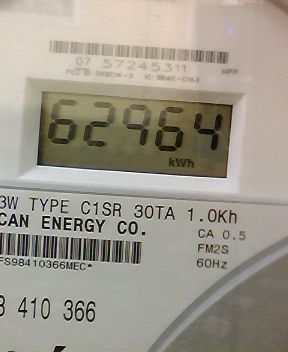 07 57245311
62964
kWh
3W TYPE C1SR 30TA 1.0Kh
CAN ENERGY CO.
CA 0.5
FM2S
FS98410366MEC*
60Hz
8 410 366